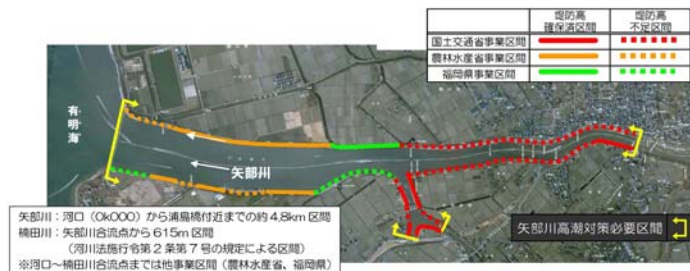 堤防高
確保済区間
堤防高
不足区間
国土交通省事業区間
農林水産省事業区間
福岡県事業区間
有明海
矢部川
矢部川：河口（0k000）から浦島橋付近までの約4.8km区間
楠田川：矢部川合流点から615m区間
（河川法施行令第2条第7号の規定による区間）
※河口～楠田川合流点までは他事業区間（農林水産省、福岡県）
矢部川高潮対策必要区間